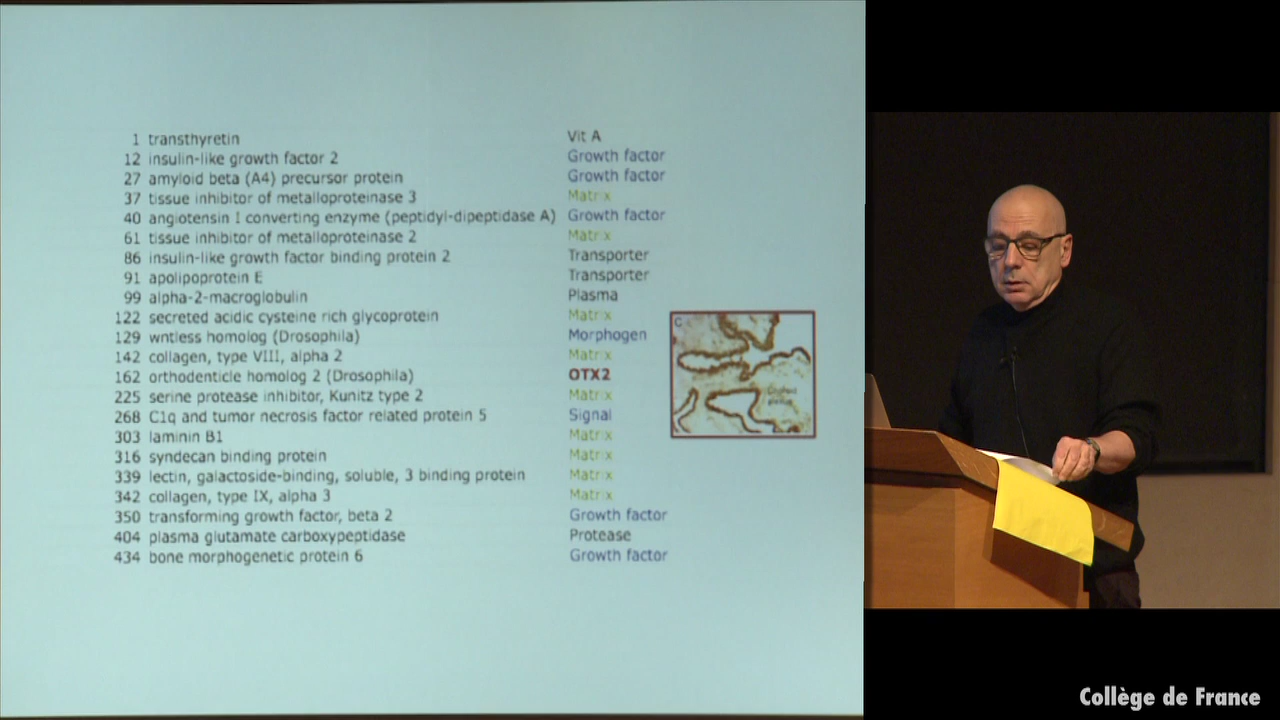 1 transthyretin Vit A
12 insulin-like growth factor 2 Growth factor
27 amyloid beta (A4) precursor protein Growth factor
37 tissue inhibitor of metalloproteinase 3 Matrix
40 angiotensin I converting enzyme (peptidyl-dipeptidase A) Growth factor
61 tissue inhibitor of metalloproteinase 2 Matrix
86 insulin-like growth factor binding protein 2 Transporter
91 apolipoprotein E Transporter
99 alpha-2-macroglobulin Plasma
122 secreted acidic cysteine rich glycoprotein Matrix
129 wntless homolog (Drosophila) Morphogen
142 collagen, type VIII, alpha 2 Matrix
162 orthodenticle homolog 2 (Drosophila) OTX2
225 serine protease inhibitor, Kunitz type 2 Matrix
268 C1q and tumor necrosis factor related protein 5 Signal
303 laminin B1 Matrix
316 syndecan binding protein Matrix
339 lectin, galactoside-binding, soluble, 3 binding protein Matrix
342 collagen, type IX, alpha 3 Matrix
350 transforming growth factor, beta 2 Growth factor
404 plasma glutamate carboxypeptidase Protease
434 bone morphogenetic protein 6 Growth factor
C
Choroid
plexus
Collège de France